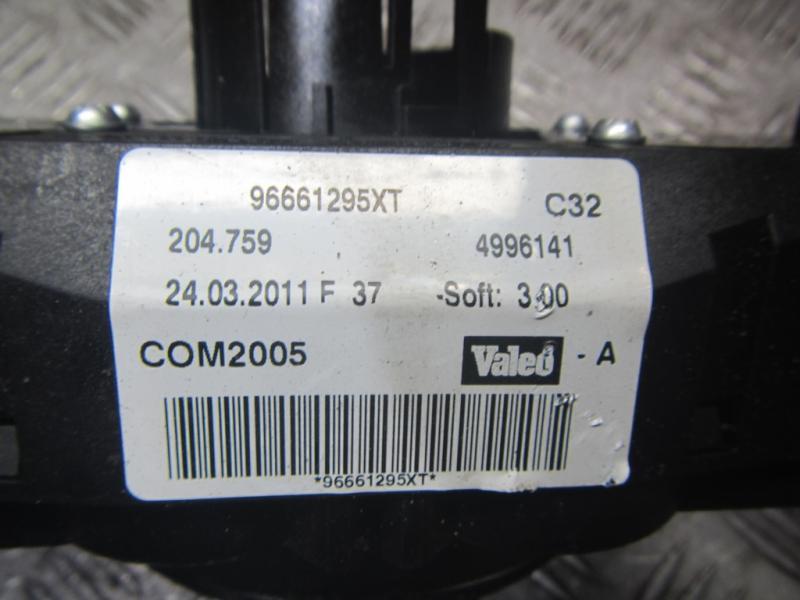 96661295XT C32
204.759 4996141
24.03.2011 F 37 -Soft: 3.00
COM2005 Valeo - A
*96661295XT*